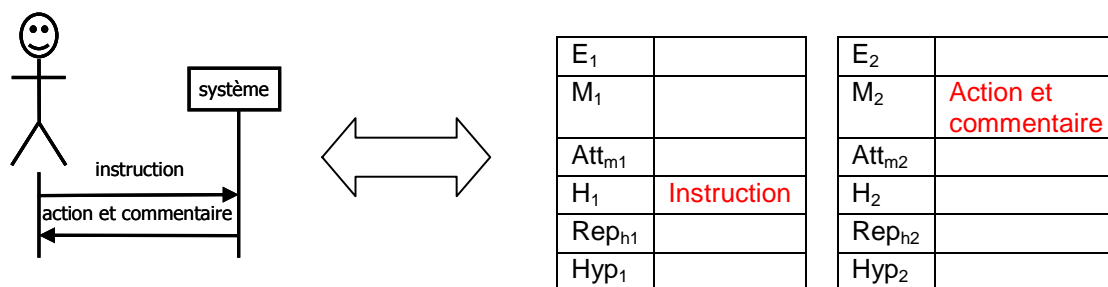 système
instruction
action et commentaire
E1
M1
Attm1
H1 Instruction
Reph1
Hyp1
E2
M2 Action et
commentaire
Attm2
H2
Reph2
Hyp2